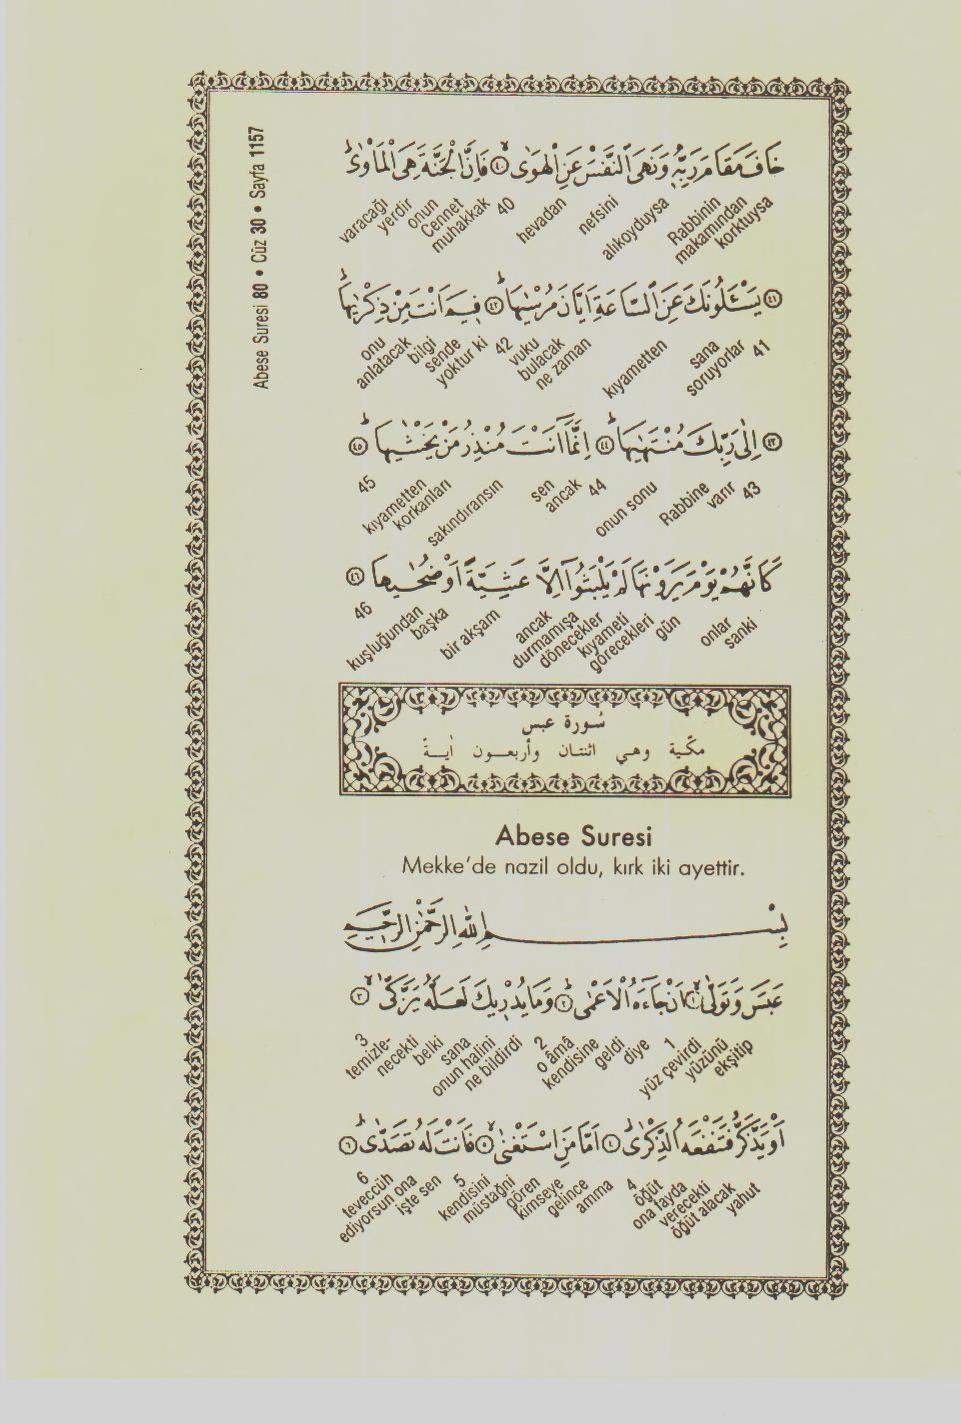 Abese Suresi 80 • Cüz 30 • Sayfa 1157
خَافَ مَقَامَ رَبِّهٖ وَنَهَى النَّفْسَ عَنِ الْهَوٰىۙ ﴿٤٠﴾ فَاِنَّ الْجَنَّةَ هِيَ الْمَأْوٰىۜ
korktuysa makamından Rabbinin alıkoyduysa nefsini hevadan 40 muhakkak Cennet onun yerdir varacağı
﴿٤١﴾ يَسْـَٔلُونَكَ عَنِ السَّاعَةِ اَيَّانَ مُرْسٰيهَاۜ ﴿٤٢﴾ فٖيمَ اَنْتَ مِنْ ذِكْرٰيهَاۜ
41 soruyorlar sana kıyametten ne zaman bulacak vuku 42 yoktur ki sende bilgi anlatacak onu
﴿٤٣﴾ اِلٰى رَبِّكَ مُنْتَهٰيهَاۜ ﴿٤٤﴾ اِنَّمَٓا اَنْتَ مُنْذِرُ مَنْ يَخْشٰيهَاۜ ﴿٤٥﴾
43 varır Rabbine onun sonu 44 ancak sen sakındıransın korkanları kıyametten 45
كَاَنَّهُمْ يَوْمَ يَرَوْنَهَا لَمْ يَلْبَثُٓوا اِلَّا عَشِيَّةً اَوْ ضُحٰيهَا ﴿٤٦﴾
sanki onlar gün görecekleri kıyameti dönecekler durmamışa ancak bir akşam başka kuşluğundan 46
سُورة عبس
مكّية وهي اثنتان وأربعون اٰيةً
Abese Suresi
Mekke'de nazil oldu, kırk iki ayettir.
بِسْمِ اللّٰهِ الرَّحْمٰنِ الرَّحٖيمِ
عَبَسَ وَتَوَلّٰىۙ ﴿١﴾ اَنْ جَٓاءَهُ الْاَعْمٰىۜ ﴿٢﴾ وَمَا يُدْرٖيكَ لَعَلَّهُ يَزَّكّٰىۙ ﴿٣﴾
ekşitip yüzünü yüz çevirdi 1 diye geldi kendisine o âmâ 2 ne bildirdi onun halini sana belki necekti temizle- 3
اَوْ يَذَّكَّرُ فَتَنْفَعَهُ الذِّكْرٰىۜ ﴿٤﴾ اَمَّا مَنِ اسْتَغْنٰىۙ ﴿٥﴾ فَاَنْتَ لَهُ تَصَدّٰىۜ ﴿٦﴾
yahut öğüt alacak verecekti ona fayda öğüt 4 amma gelince kimseye gören müstağni kendisini 5 işte sen ediyorsun ona teveccüh 6